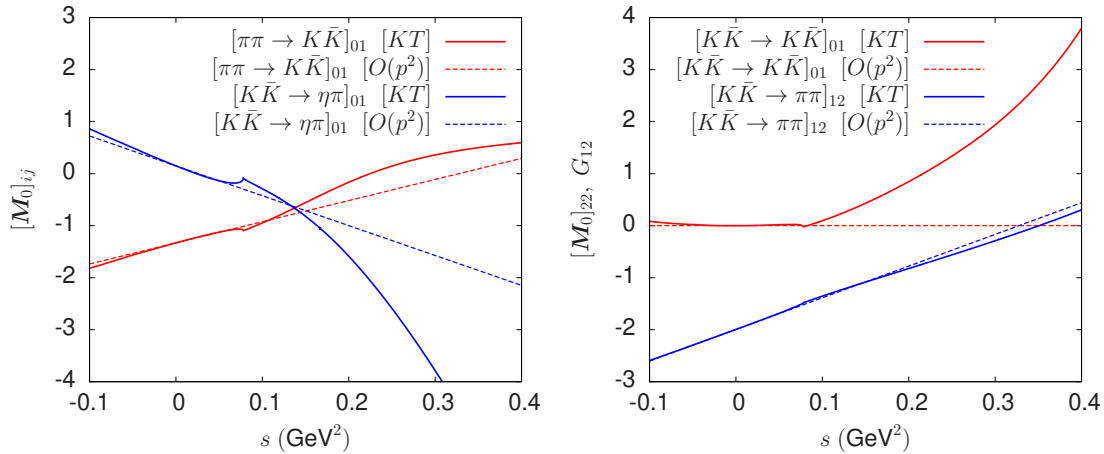 [ππ → KK̄]₀₁ [KT]
[ππ → KK̄]₀₁ [O(p²)]
[KK̄ → ηπ]₀₁ [KT]
[KK̄ → ηπ]₀₁ [O(p²)]
3
2
1
0
-1
-2
-3
-4
[M₀]ᵢⱼ
-0.1
0
0.1
0.2
0.3
0.4
s (GeV²)
[KK̄ → KK̄]₀₁ [KT]
[KK̄ → KK̄]₀₁ [O(p²)]
[KK̄ → ππ]₁₂ [KT]
[KK̄ → ππ]₁₂ [O(p²)]
4
3
2
1
0
-1
-2
-3
[M₀]₂₂, G₁₂
-0.1
0
0.1
0.2
0.3
0.4
s (GeV²)